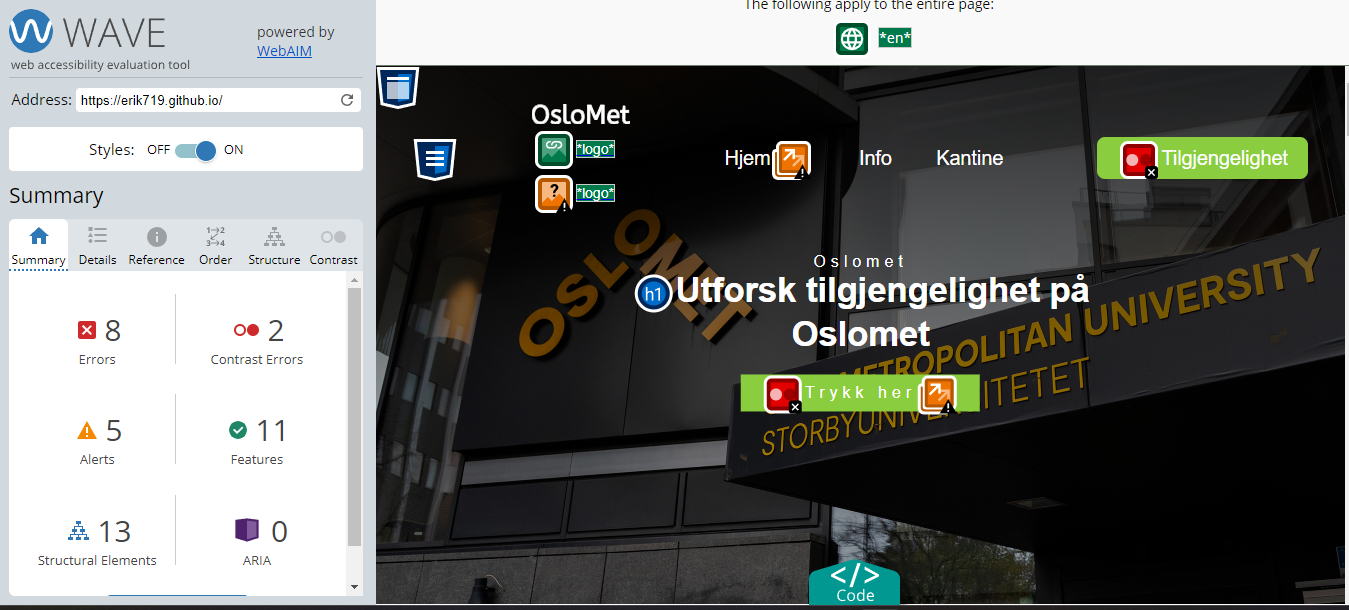 WAVE
powered by
WebAIM
web accessibility evaluation tool
Address: https://erik719.github.io/
Styles: OFF ON
Summary
Summary Details Reference Order Structure Contrast
8
Errors
2
Contrast Errors
5
Alerts
11
Features
13
Structural Elements
0
ARIA
The following apply to the entire page:
*en*
OsloMet
*logo*
*logo*
Hjem Info Kantine Tilgjengelighet
Oslomet
h1 Utforsk tilgjengelighet på
Oslomet
Trykk her
OSLO
MET
METROPOLITAN UNIVERSITY
STORBYUNIVERSITETET
</> 
Code